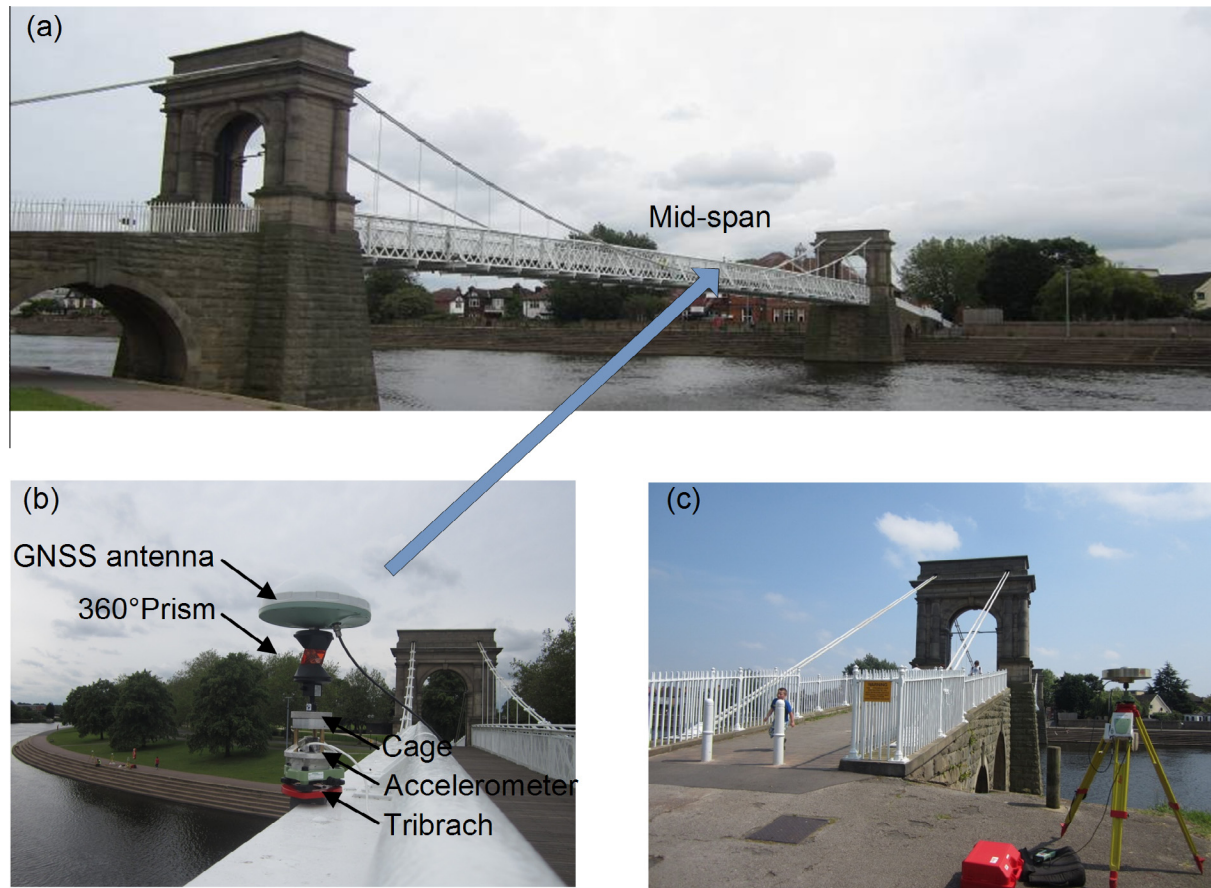 (a)
Mid-span
(b)
GNSS antenna
360°Prism
Cage
Accelerometer
Tribrach
(c)